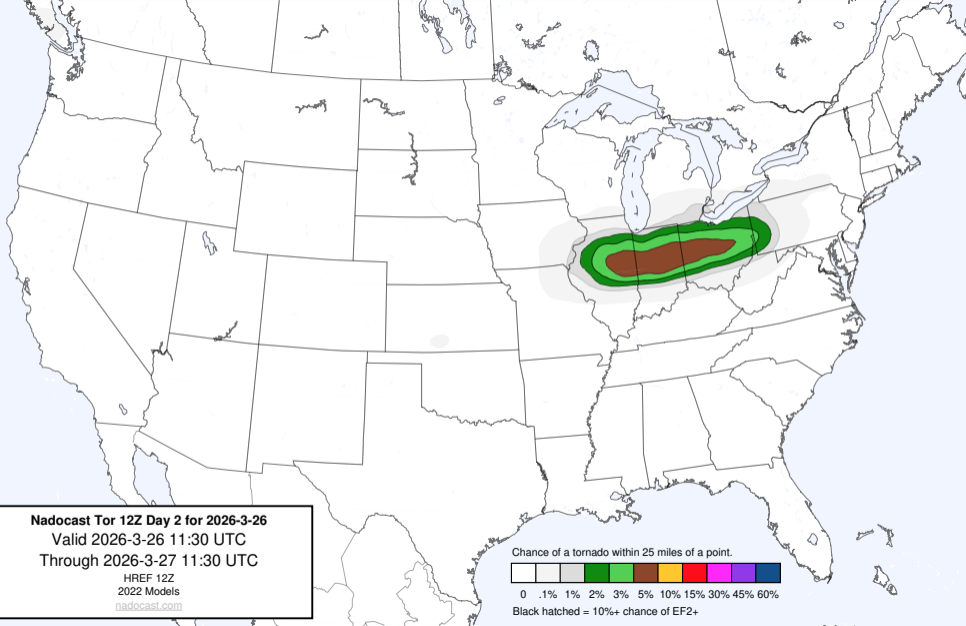 Nadocast Tor 12Z Day 2 for 2026-3-26
Valid 2026-3-26 11:30 UTC
Through 2026-3-27 11:30 UTC
HREF 12Z
2022 Models
nadocast.com
Chance of a tornado within 25 miles of a point.
0 .1% 1% 2% 3% 5% 10% 15% 30% 45% 60%
Black hatched = 10%+ chance of EF2+